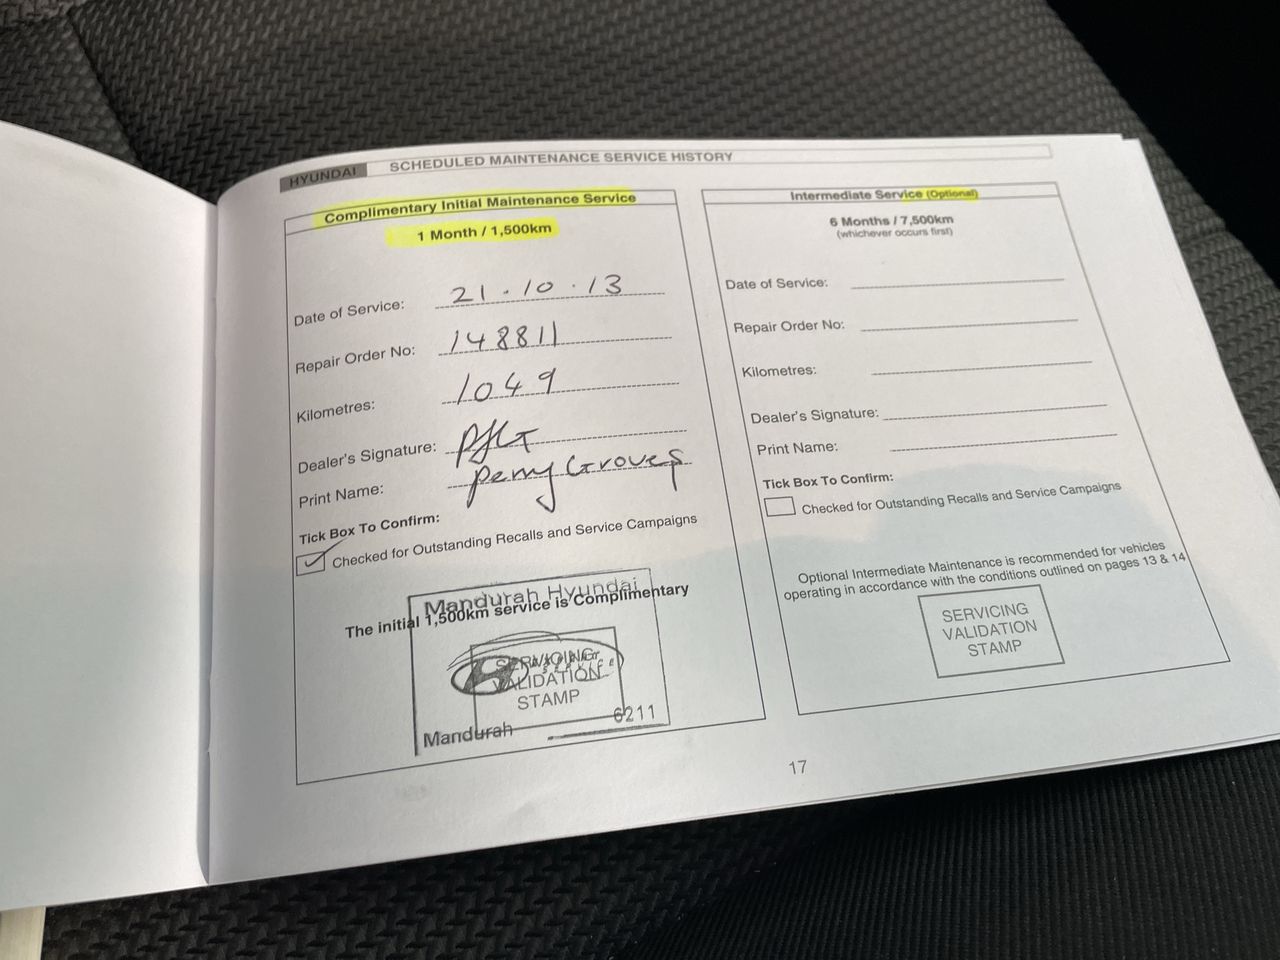 HYUNDAI SCHEDULED MAINTENANCE SERVICE HISTORY
Complimentary Initial Maintenance Service
1 Month / 1,500km
Date of Service: 21.10.13
Repair Order No: 148811
Kilometres: 1049
Dealer's Signature:
Print Name: Perry Groves
Tick Box To Confirm:
Checked for Outstanding Recalls and Service Campaigns
Mandurah Hyundai
The initial 1,500km service is Complimentary
SERVICING
VALIDATION
STAMP
Mandurah 6211
Intermediate Service (Optional)
6 Months / 7,500km
(whichever occurs first)
Date of Service:
Repair Order No:
Kilometres:
Dealer's Signature:
Print Name:
Tick Box To Confirm:
Checked for Outstanding Recalls and Service Campaigns
Optional Intermediate Maintenance is recommended for vehicles
operating in accordance with the conditions outlined on pages 13 & 14
SERVICING
VALIDATION
STAMP
17